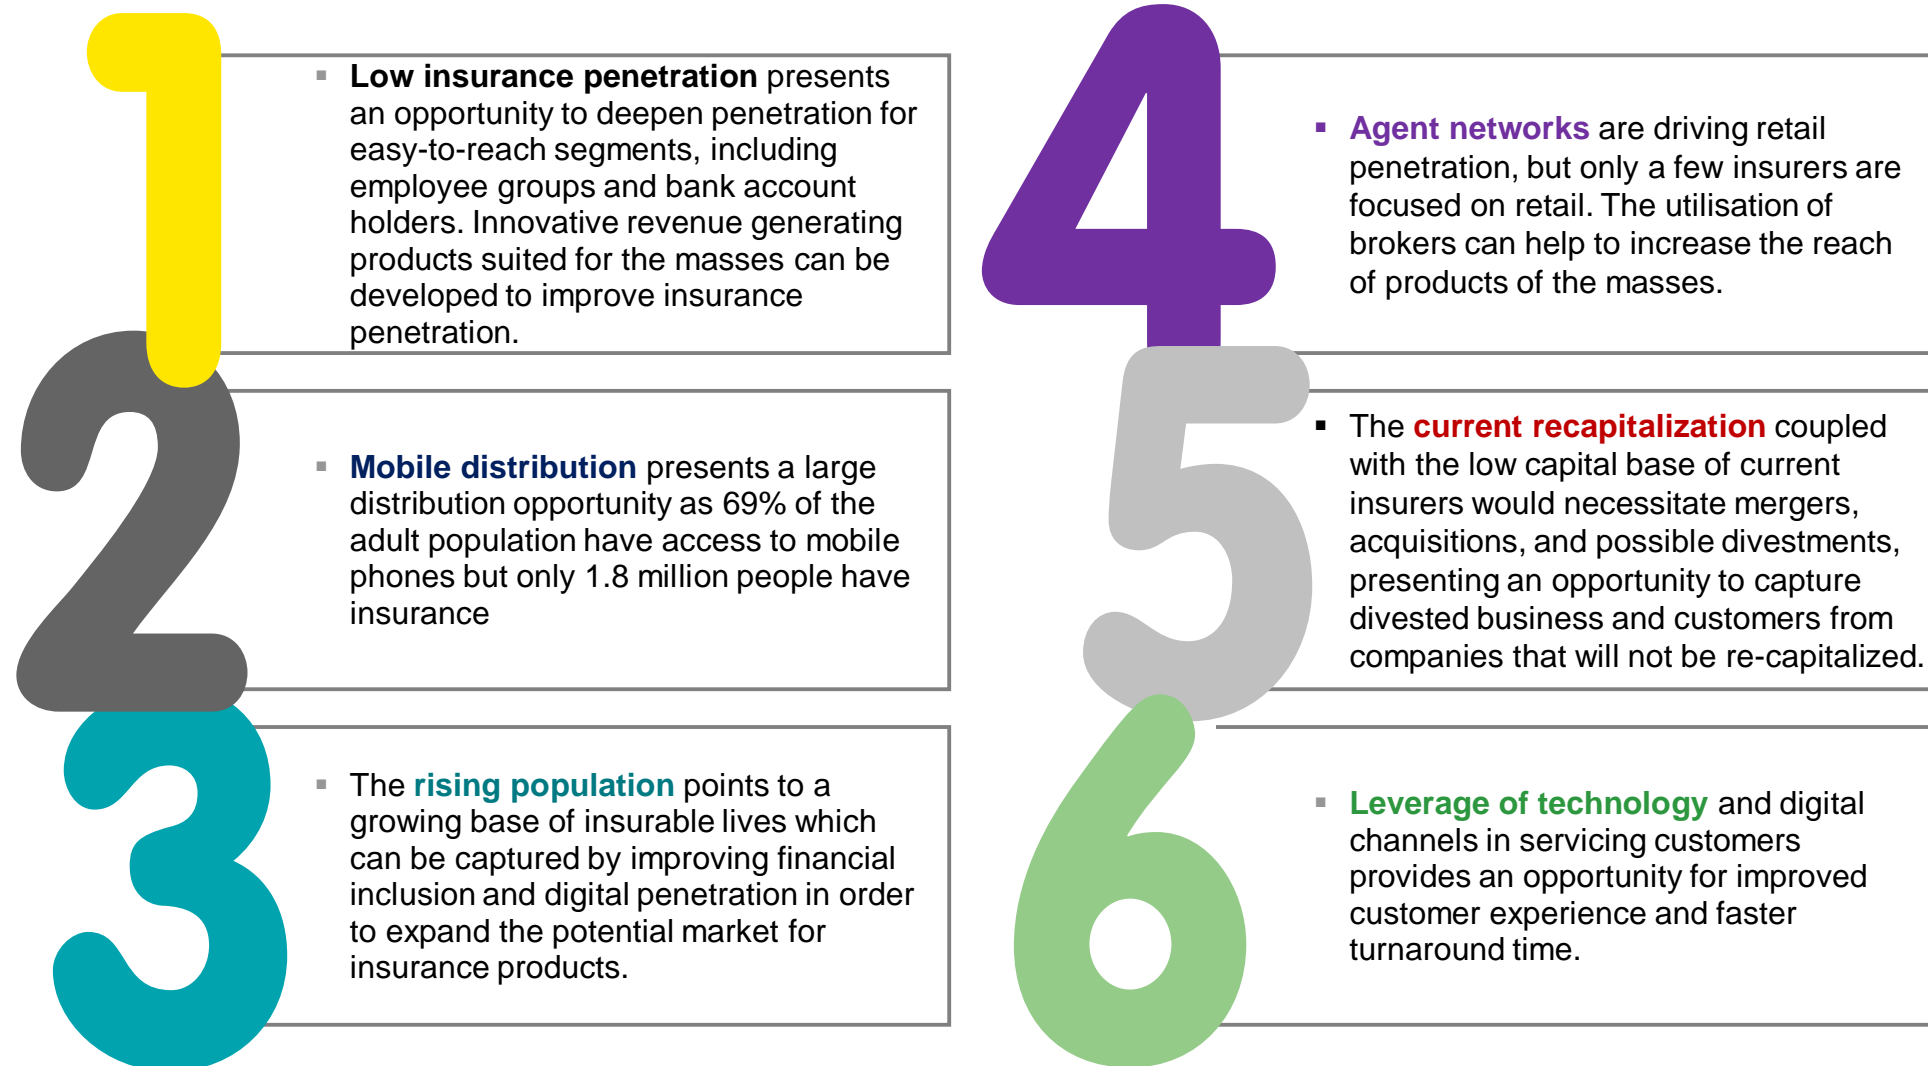 1
▪ Low insurance penetration presents
an opportunity to deepen penetration for
easy-to-reach segments, including
employee groups and bank account
holders. Innovative revenue generating
products suited for the masses can be
developed to improve insurance
penetration.
2
▪ Mobile distribution presents a large
distribution opportunity as 69% of the
adult population have access to mobile
phones but only 1.8 million people have
insurance
3
▪ The rising population points to a
growing base of insurable lives which
can be captured by improving financial
inclusion and digital penetration in order
to expand the potential market for
insurance products.
4
▪ Agent networks are driving retail
penetration, but only a few insurers are
focused on retail. The utilisation of
brokers can help to increase the reach
of products of the masses.
5
▪ The current recapitalization coupled
with the low capital base of current
insurers would necessitate mergers,
acquisitions, and possible divestments,
presenting an opportunity to capture
divested business and customers from
companies that will not be re-capitalized.
6
▪ Leverage of technology and digital
channels in servicing customers
provides an opportunity for improved
customer experience and faster
turnaround time.